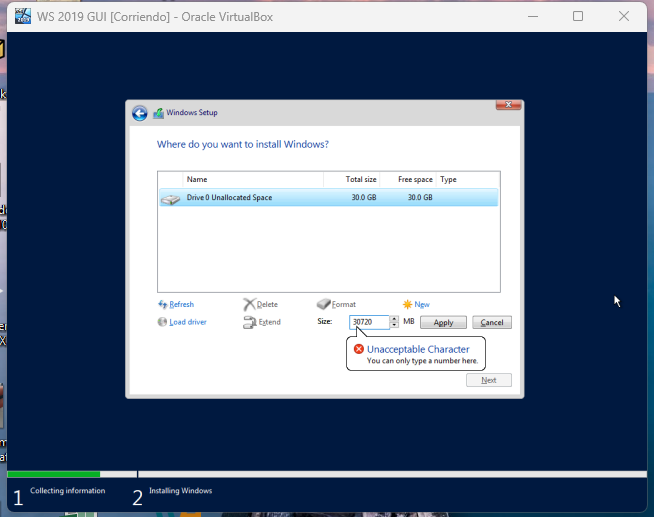 WS 2019 GUI [Corriendo] - Oracle VirtualBox
Windows Setup
Where do you want to install Windows?
Name Total size Free space Type
Drive 0 Unallocated Space 30.0 GB 30.0 GB
Refresh Delete Format New
Load driver Extend Size: 30720 MB Apply Cancel
Unacceptable Character
You can only type a number here.
Next
1 Collecting information 2 Installing Windows